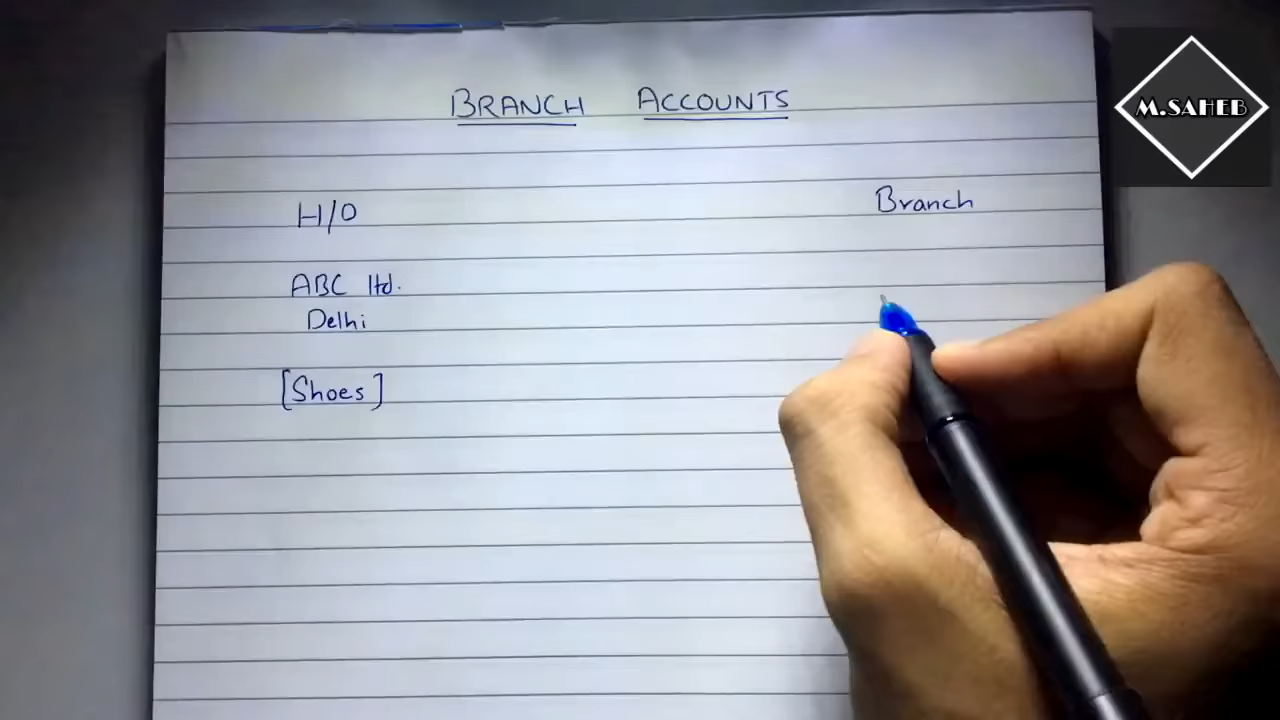 BRANCH ACCOUNTS
M.SAHEB
H/O
Branch
ABC ltd.
Delhi
[Shoes]